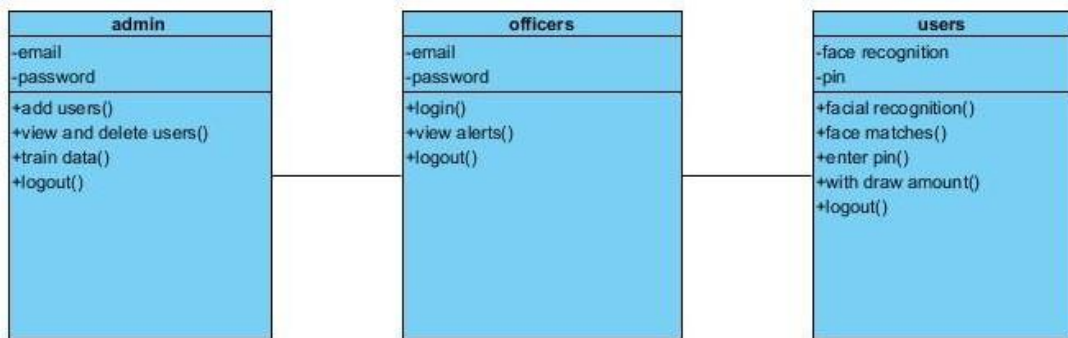 admin
-email
-password
+add users()
+view and delete users()
+train data()
+logout()
officers
-email
-password
+login()
+view alerts()
+logout()
users
-face recognition
-pin
+facial recognition()
+face matches()
+enter pin()
+with draw amount()
+logout()